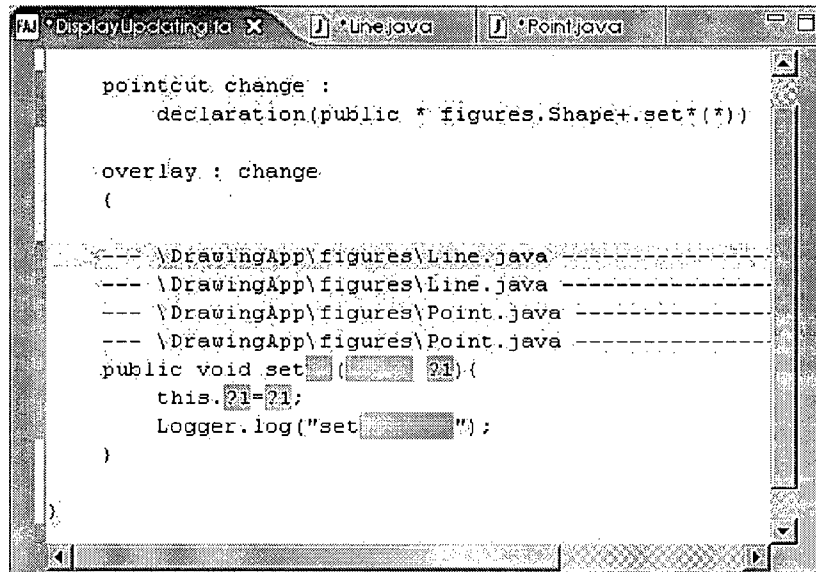 FAJ *DisplayUpdating.fa X J *Line.java J *Point.java
pointcut change :
declaration(public * figures.Shape+.set*(*))
overlay : change
{
--- \DrawingApp\figures\Line.java ---------------
--- \DrawingApp\figures\Line.java ---------------
--- \DrawingApp\figures\Point.java --------------
--- \DrawingApp\figures\Point.java --------------
public void set ( ?1){
this.?1=?1;
Logger.log("set ");
}
}